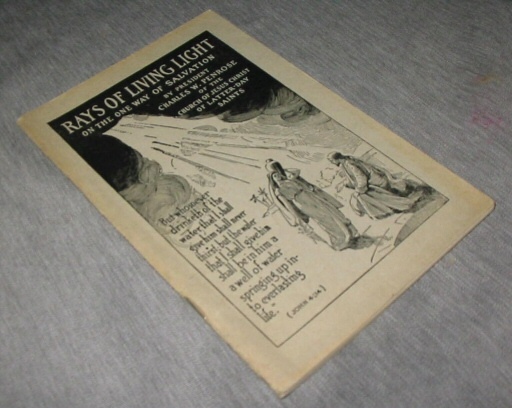 RAYS OF LIVING LIGHT
ON THE ONE WAY OF SALVATION
BY PRESIDENT
CHARLES W. PENROSE
OF THE
CHURCH OF JESUS CHRIST
OF LATTER-DAY
SAINTS
"But whosoever
drinketh of the
water that I shall
give him shall never
thirst, but the water
that I shall give him
shall be in him a
well of water
springing up in-
to everlasting
life."
(JOHN 4:14)